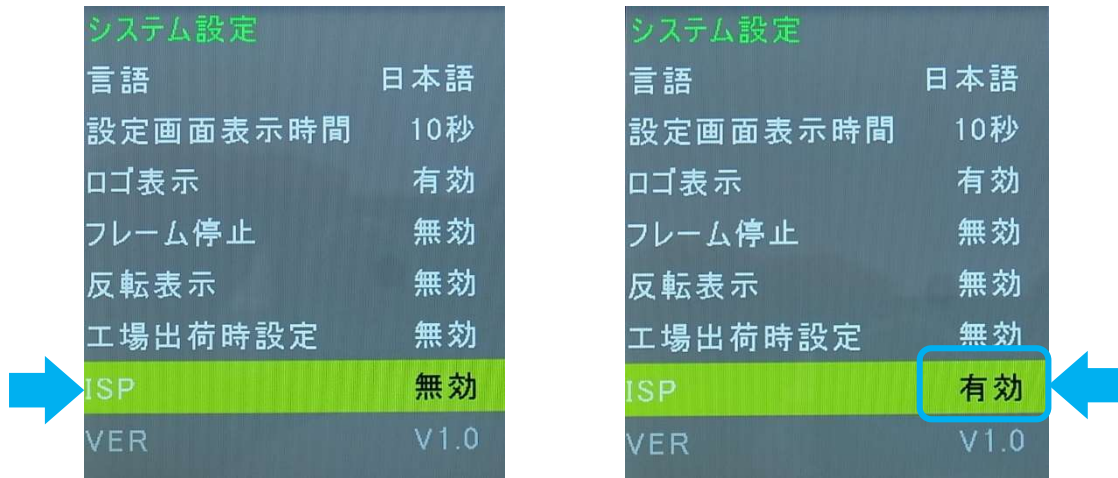 システム設定
言語 日本語
設定画面表示時間 10秒
ロゴ表示 有効
フレーム停止 無効
反転表示 無効
工場出荷時設定 無効
ISP 無効
VER V1.0
システム設定
言語 日本語
設定画面表示時間 10秒
ロゴ表示 有効
フレーム停止 無効
反転表示 無効
工場出荷時設定 無効
ISP 有効
VER V1.0